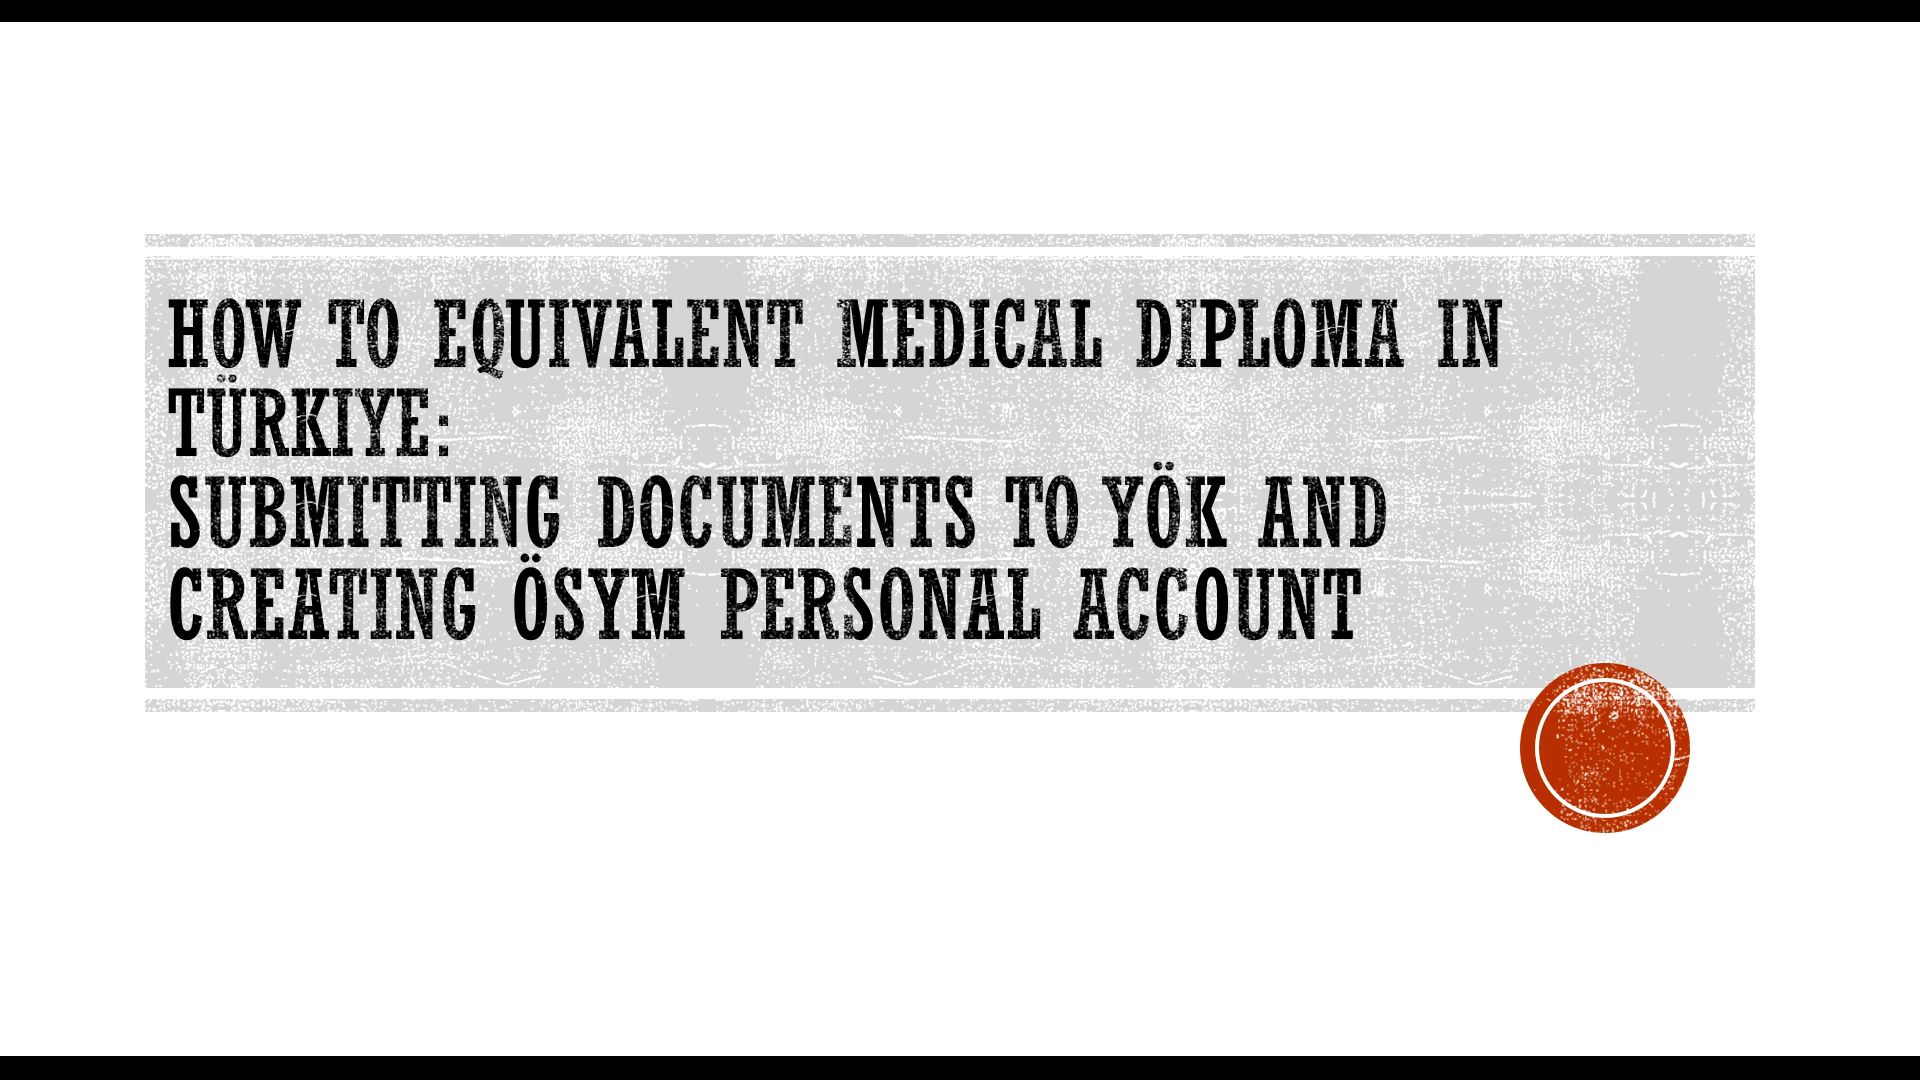 HOW TO EQUIVALENT MEDICAL DIPLOMA IN
TÜRKIYE:
SUBMITTING DOCUMENTS TO YÖK AND
CREATING ÖSYM PERSONAL ACCOUNT